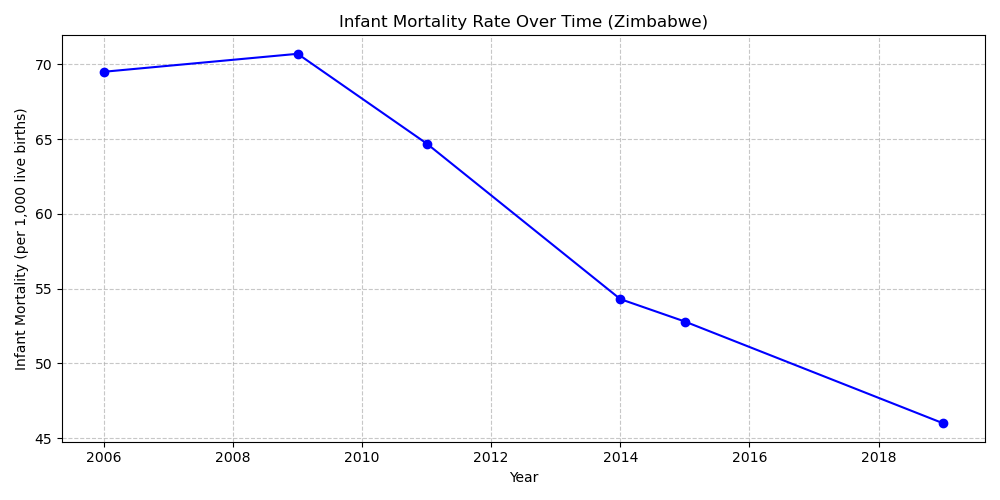 Infant Mortality Rate Over Time (Zimbabwe)
Infant Mortality (per 1,000 live births)
70
65
60
55
50
45
2006 2008 2010 2012 2014 2016 2018
Year